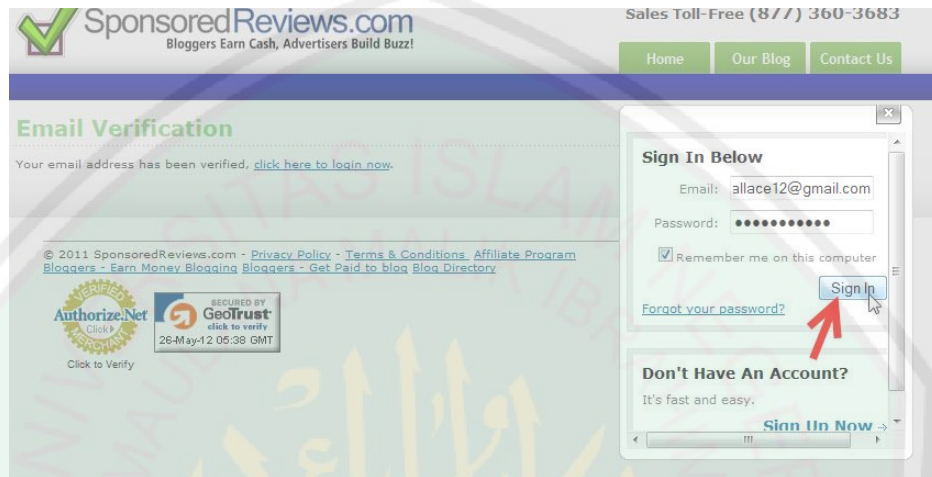 SponsoredReviews.com
Bloggers Earn Cash, Advertisers Build Buzz!
Sales Toll-Free (877) 360-3683
Home Our Blog Contact Us
Email Verification
Your email address has been verified, click here to login now.
Sign In Below
Email: allace12@gmail.com
Password: •••••••••••
Remember me on this computer
Sign In
Forgot your password?
Don't Have An Account?
It's fast and easy.
Sign Up Now →
© 2011 SponsoredReviews.com - Privacy Policy - Terms & Conditions Affiliate Program
Bloggers - Earn Money Blogging Bloggers - Get Paid to blog Blog Directory
VERIFIED
Authorize.Net
Click
MERCHANT
Click to Verify
SECURED BY
GeoTrust
click to verify
26-May-12 05:38 GMT